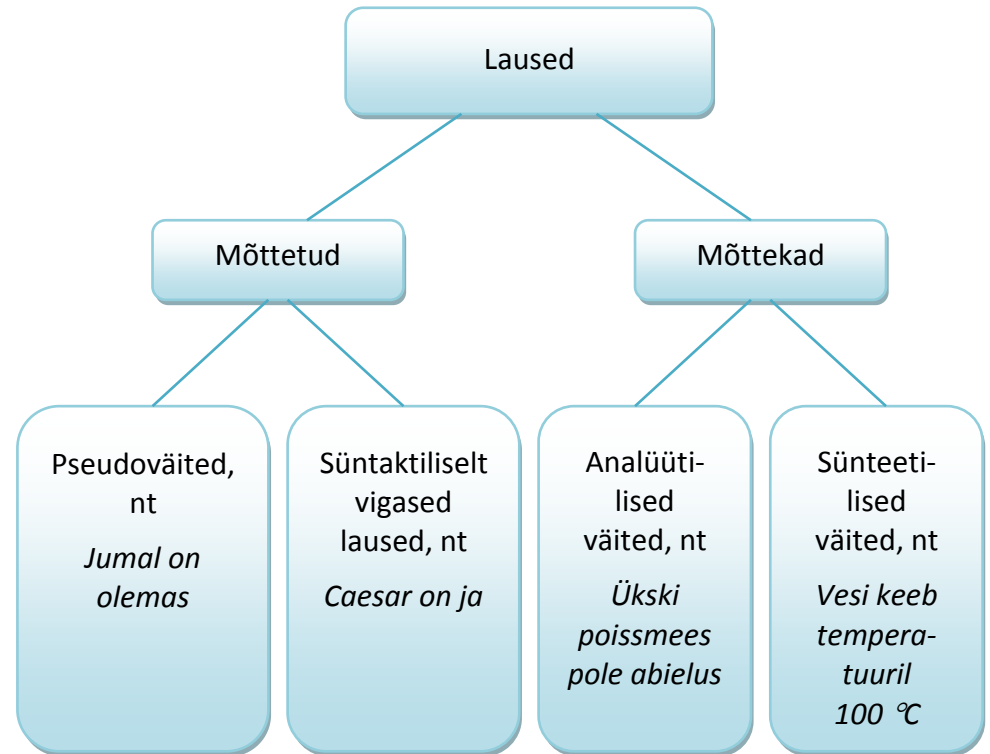 Laused
Mõttetud
Mõttekad
Pseudoväited,
nt
Jumal on
olemas
Süntaktiliselt
vigased
laused, nt
Caesar on ja
Analüüti-
lised
väited, nt
Ükski
poissmees
pole abielus
Sünteeti-
lised
väited, nt
Vesi keeb
tempera-
tuuril
100 °C